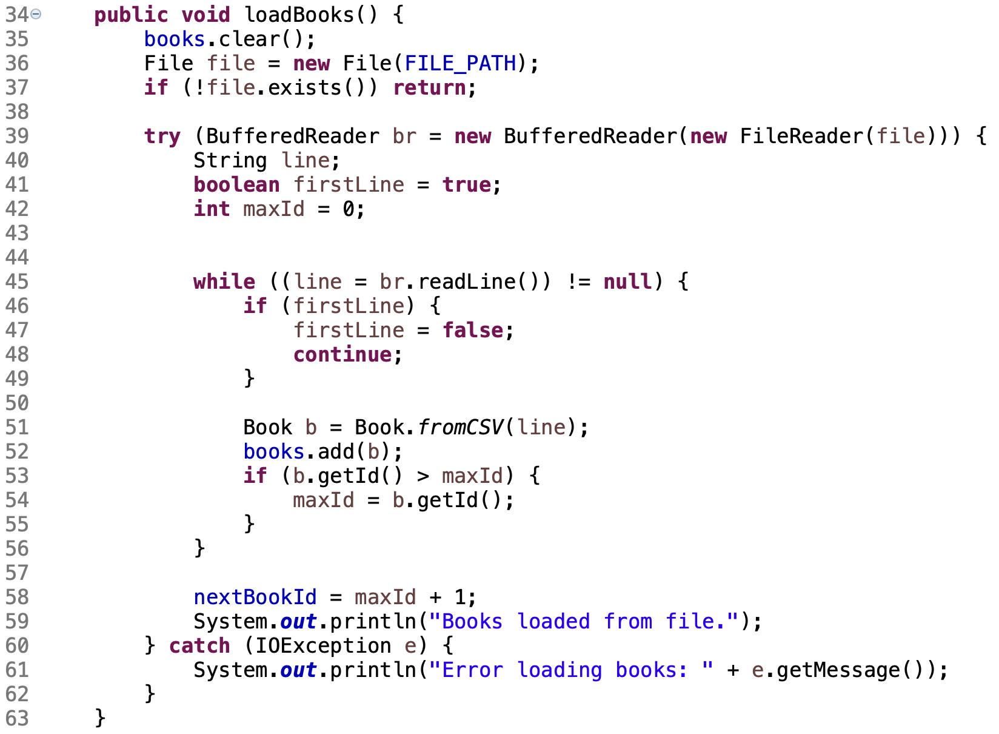 34 public void loadBooks() {
35 books.clear();
36 File file = new File(FILE_PATH);
37 if (!file.exists()) return;
38
39 try (BufferedReader br = new BufferedReader(new FileReader(file))) {
40 String line;
41 boolean firstLine = true;
42 int maxId = 0;
43
44
45 while ((line = br.readLine()) != null) {
46 if (firstLine) {
47 firstLine = false;
48 continue;
49 }
50
51 Book b = Book.fromCSV(line);
52 books.add(b);
53 if (b.getId() > maxId) {
54 maxId = b.getId();
55 }
56 }
57
58 nextBookId = maxId + 1;
59 System.out.println("Books loaded from file.");
60 } catch (IOException e) {
61 System.out.println("Error loading books: " + e.getMessage());
62 }
63 }